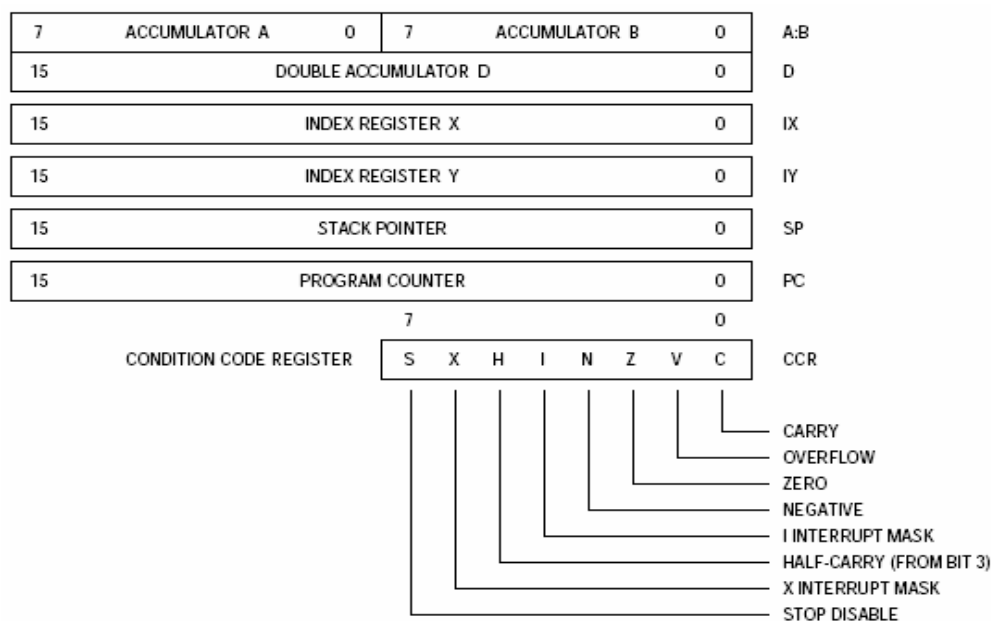 7 ACCUMULATOR A 0 7 ACCUMULATOR B 0 A:B
15 DOUBLE ACCUMULATOR D 0 D
15 INDEX REGISTER X 0 IX
15 INDEX REGISTER Y 0 IY
15 STACK POINTER 0 SP
15 PROGRAM COUNTER 0 PC
7 0
CONDITION CODE REGISTER S X H I N Z V C CCR
CARRY
OVERFLOW
ZERO
NEGATIVE
I INTERRUPT MASK
HALF-CARRY (FROM BIT 3)
X INTERRUPT MASK
STOP DISABLE